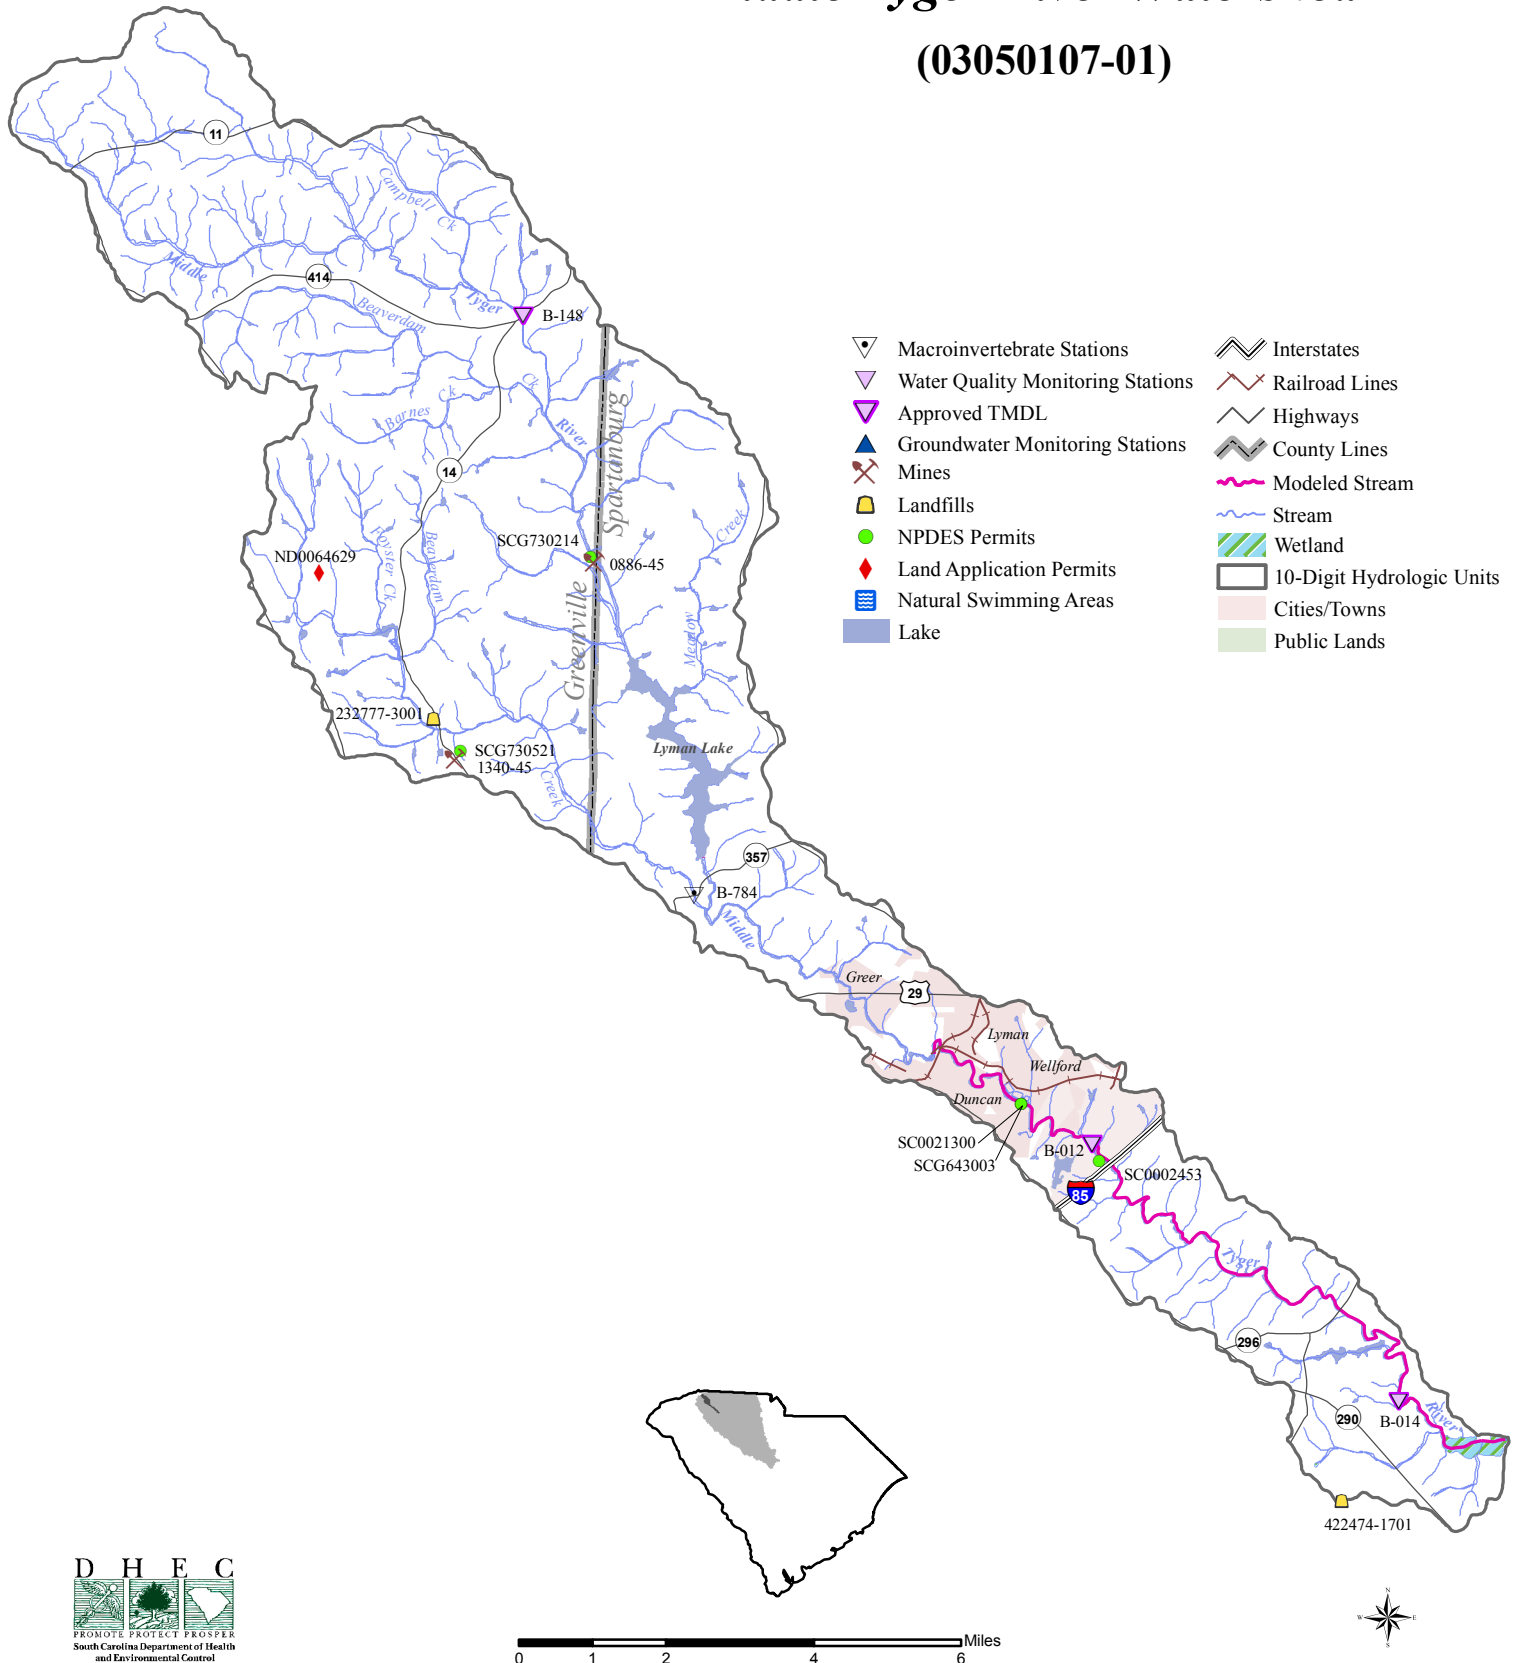 (03050107-01)
11
Campbell Ck
Middle
414
Tyger
Beaverdam
B-148
Ck
Barnes Ck
River
Spartanburg
14
Creek
Foyster Ck
Beaverdam
SCG730214
0886-45
ND0064629
Greenville
Meadow
232777-3001
SCG730521
1340-45
Creek
Lyman Lake
357
B-784
Middle
Greer
29
Lyman
Wellford
Duncan
SC0021300
SCG643003
B-012
SC0002453
85
Tyger
296
290
B-014
River
422474-1701
Macroinvertebrate Stations
Water Quality Monitoring Stations
Approved TMDL
Groundwater Monitoring Stations
Mines
Landfills
NPDES Permits
Land Application Permits
Natural Swimming Areas
Lake
Interstates
Railroad Lines
Highways
County Lines
Modeled Stream
Stream
Wetland
10-Digit Hydrologic Units
Cities/Towns
Public Lands
D H E C
PROMOTE PROTECT PROSPER
South Carolina Department of Health
and Environmental Control
Miles
0 1 2 4 6
N
W E
S